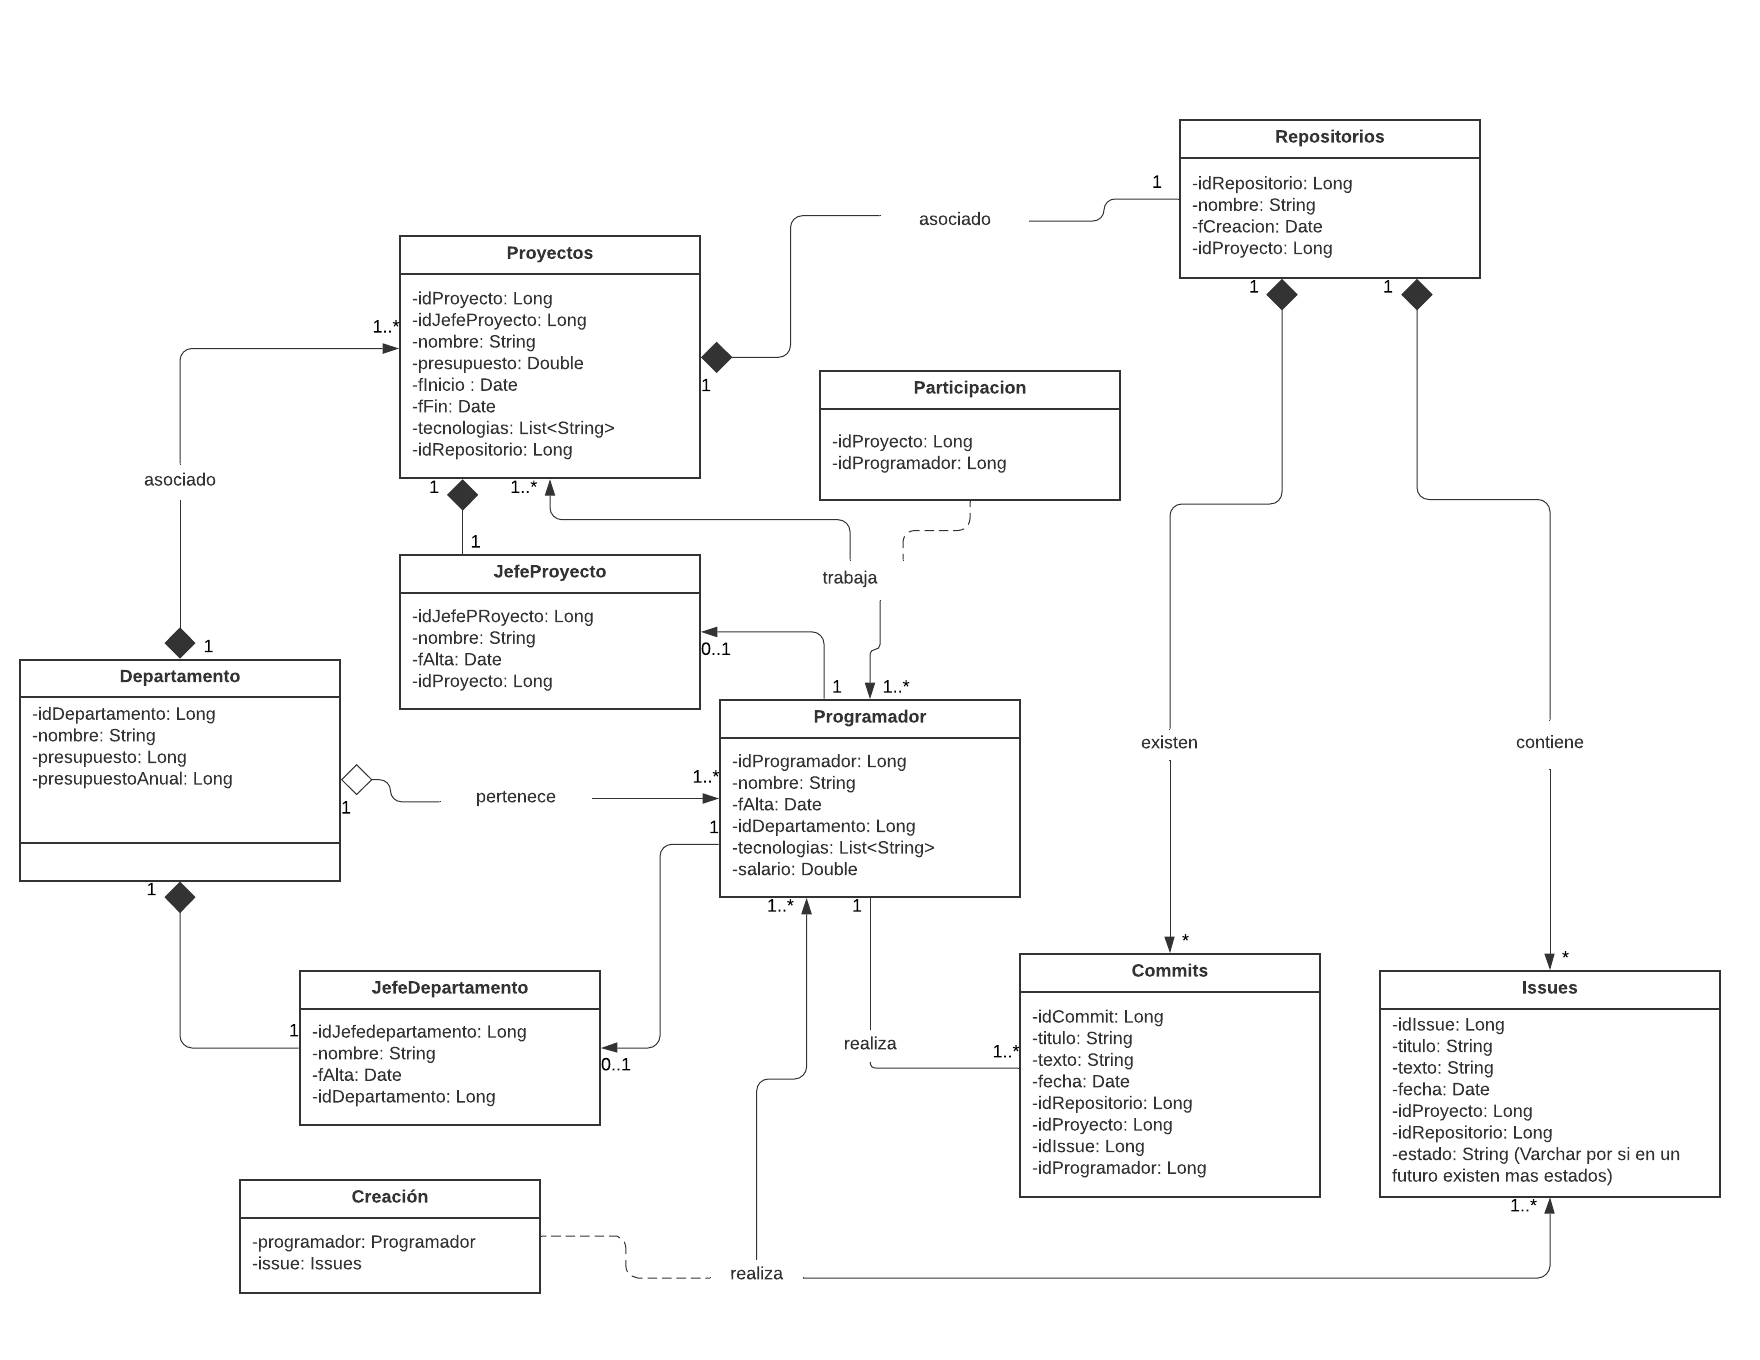 Repositorios
-idRepositorio: Long
-nombre: String
-fCreacion: Date
-idProyecto: Long
1
asociado
1
1
1
Proyectos
-idProyecto: Long
-idJefeProyecto: Long
-nombre: String
-presupuesto: Double
-fInicio : Date
-fFin: Date
-tecnologias: List<String>
-idRepositorio: Long
1..*
1
1
1..*
Participacion
-idProyecto: Long
-idProgramador: Long
asociado
1
1
JefeProyecto
-idJefePRoyecto: Long
-nombre: String
-fAlta: Date
-idProyecto: Long
trabaja
0..1
1
1..*
Departamento
-idDepartamento: Long
-nombre: String
-presupuesto: Long
-presupuestoAnual: Long
1
pertenece
1..*
1
Programador
-idProgramador: Long
-nombre: String
-fAlta: Date
-idDepartamento: Long
-tecnologias: List<String>
-salario: Double
existen
contiene
1
1..*
1
*
*
JefeDepartamento
-idJefedepartamento: Long
-nombre: String
-fAlta: Date
-idDepartamento: Long
1
0..1
realiza
1..*
Commits
-idCommit: Long
-titulo: String
-texto: String
-fecha: Date
-idRepositorio: Long
-idProyecto: Long
-idIssue: Long
-idProgramador: Long
Issues
-idIssue: Long
-titulo: String
-texto: String
-fecha: Date
-idProyecto: Long
-idRepositorio: Long
-estado: String (Varchar por si en un
futuro existen mas estados)
1..*
Creación
-programador: Programador
-issue: Issues
realiza